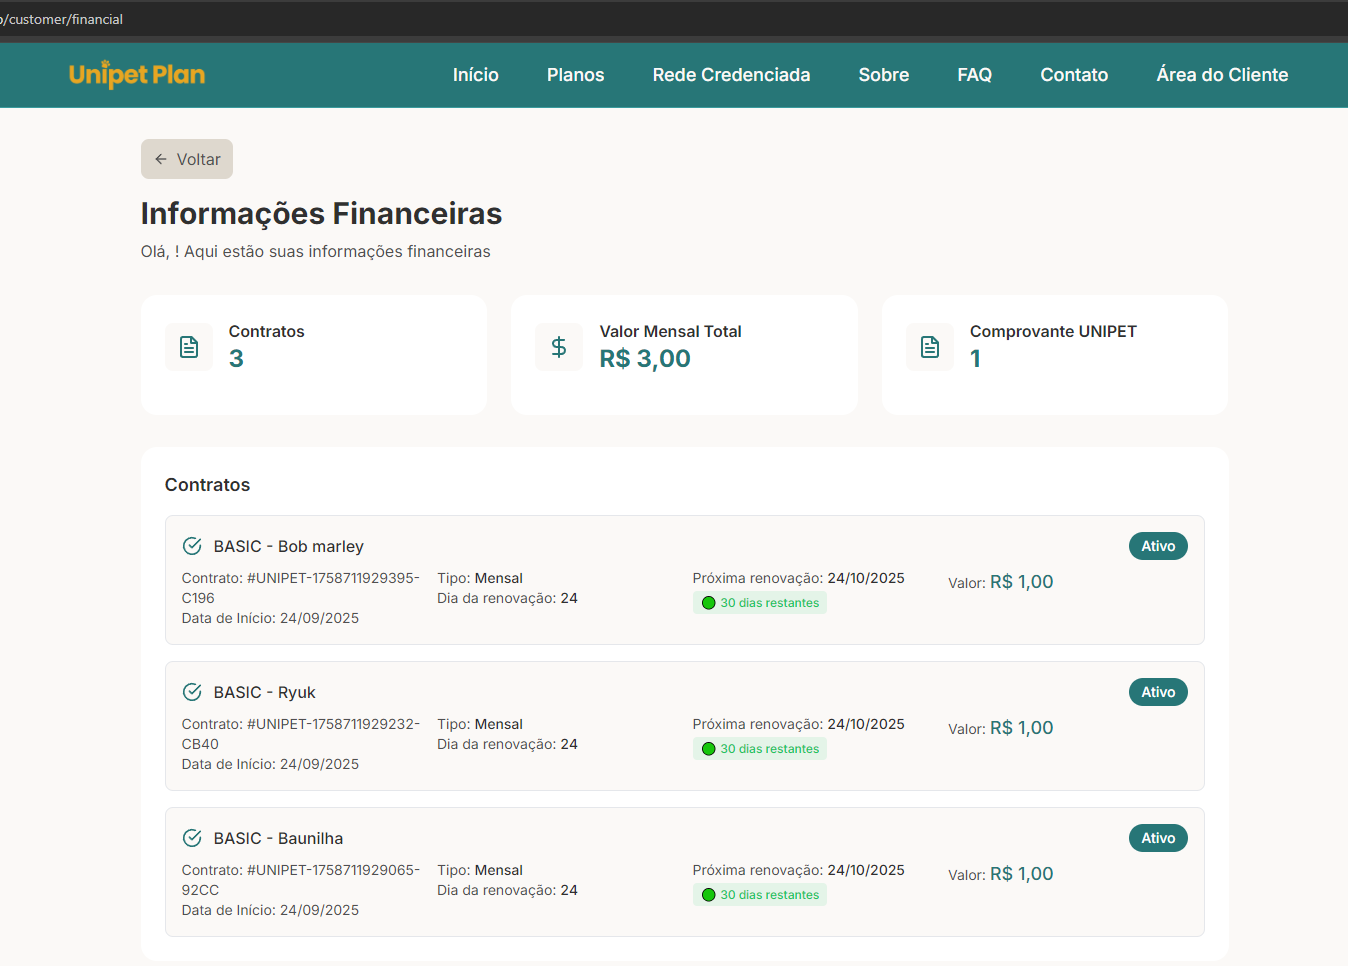 /customer/financial
Unipet Plan
Início
Planos
Rede Credenciada
Sobre
FAQ
Contato
Área do Cliente
Voltar
Informações Financeiras
Olá, ! Aqui estão suas informações financeiras
Contratos
3
Valor Mensal Total
R$ 3,00
Comprovante UNIPET
1
Contratos
BASIC - Bob marley
Ativo
Contrato: #UNIPET-1758711929395-
C196
Data de Início: 24/09/2025
Tipo: Mensal
Dia da renovação: 24
Próxima renovação: 24/10/2025
30 dias restantes
Valor: R$ 1,00
BASIC - Ryuk
Ativo
Contrato: #UNIPET-1758711929232-
CB40
Data de Início: 24/09/2025
Tipo: Mensal
Dia da renovação: 24
Próxima renovação: 24/10/2025
30 dias restantes
Valor: R$ 1,00
BASIC - Baunilha
Ativo
Contrato: #UNIPET-1758711929065-
92CC
Data de Início: 24/09/2025
Tipo: Mensal
Dia da renovação: 24
Próxima renovação: 24/10/2025
30 dias restantes
Valor: R$ 1,00